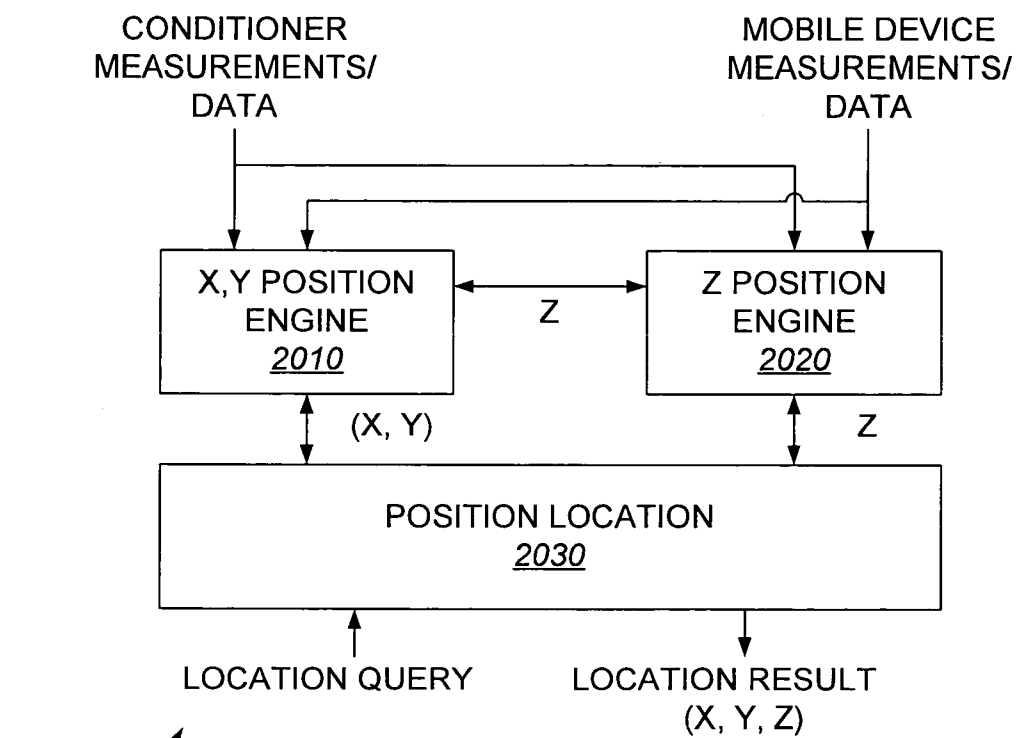 CONDITIONER
MEASUREMENTS/
DATA
MOBILE DEVICE
MEASUREMENTS/
DATA
X,Y POSITION
ENGINE
2010
Z
Z POSITION
ENGINE
2020
(X, Y)
Z
POSITION LOCATION
2030
LOCATION QUERY
LOCATION RESULT
(X, Y, Z)